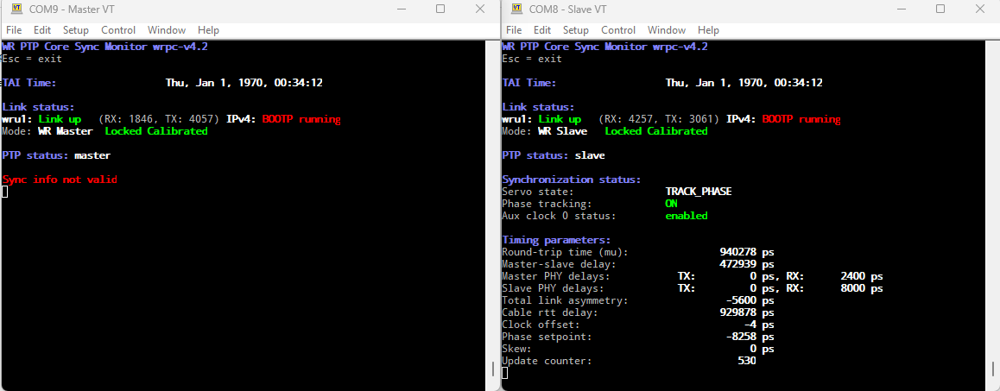 COM9 - Master VT
File Edit Setup Control Window Help
WR PTP Core Sync Monitor wrpc-v4.2
Esc = exit
TAI Time: Thu, Jan 1, 1970, 00:34:12
Link status:
wru1: Link up (RX: 1846, TX: 4057) IPv4: BOOTP running
Mode: WR Master Locked Calibrated
PTP status: master
Sync info not valid
COM8 - Slave VT
File Edit Setup Control Window Help
WR PTP Core Sync Monitor wrpc-v4.2
Esc = exit
TAI Time: Thu, Jan 1, 1970, 00:34:12
Link status:
wru1: Link up (RX: 4257, TX: 3061) IPv4: BOOTP running
Mode: WR Slave Locked Calibrated
PTP status: slave
Synchronization status:
Servo state: TRACK_PHASE
Phase tracking: ON
Aux clock 0 status: enabled
Timing parameters:
Round-trip time (mu): 940278 ps
Master-slave delay: 472939 ps
Master PHY delays: TX: 0 ps, RX: 2400 ps
Slave PHY delays: TX: 0 ps, RX: 8000 ps
Total link asymmetry: -5600 ps
Cable rtt delay: 929878 ps
Clock offset: -4 ps
Phase setpoint: -8258 ps
Skew: 0 ps
Update counter: 530